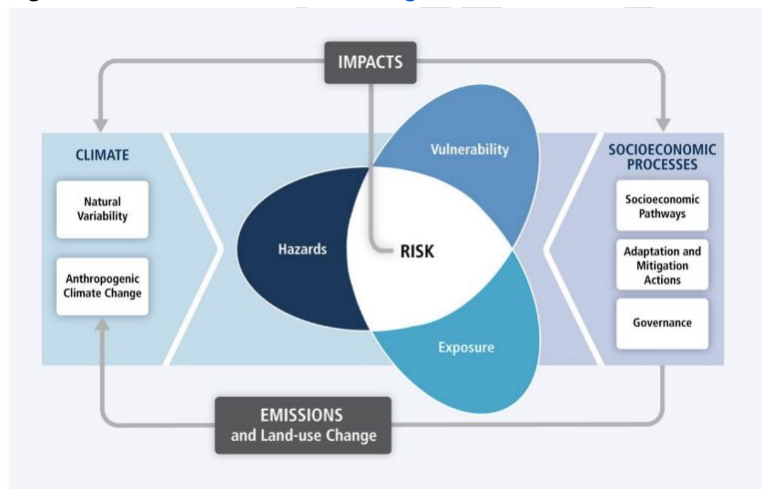 IMPACTS
CLIMATE
Natural
Variability
Anthropogenic
Climate Change
Vulnerability
Hazards
RISK
Exposure
SOCIOECONOMIC
PROCESSES
Socioeconomic
Pathways
Adaptation and
Mitigation
Actions
Governance
EMISSIONS
and Land-use Change